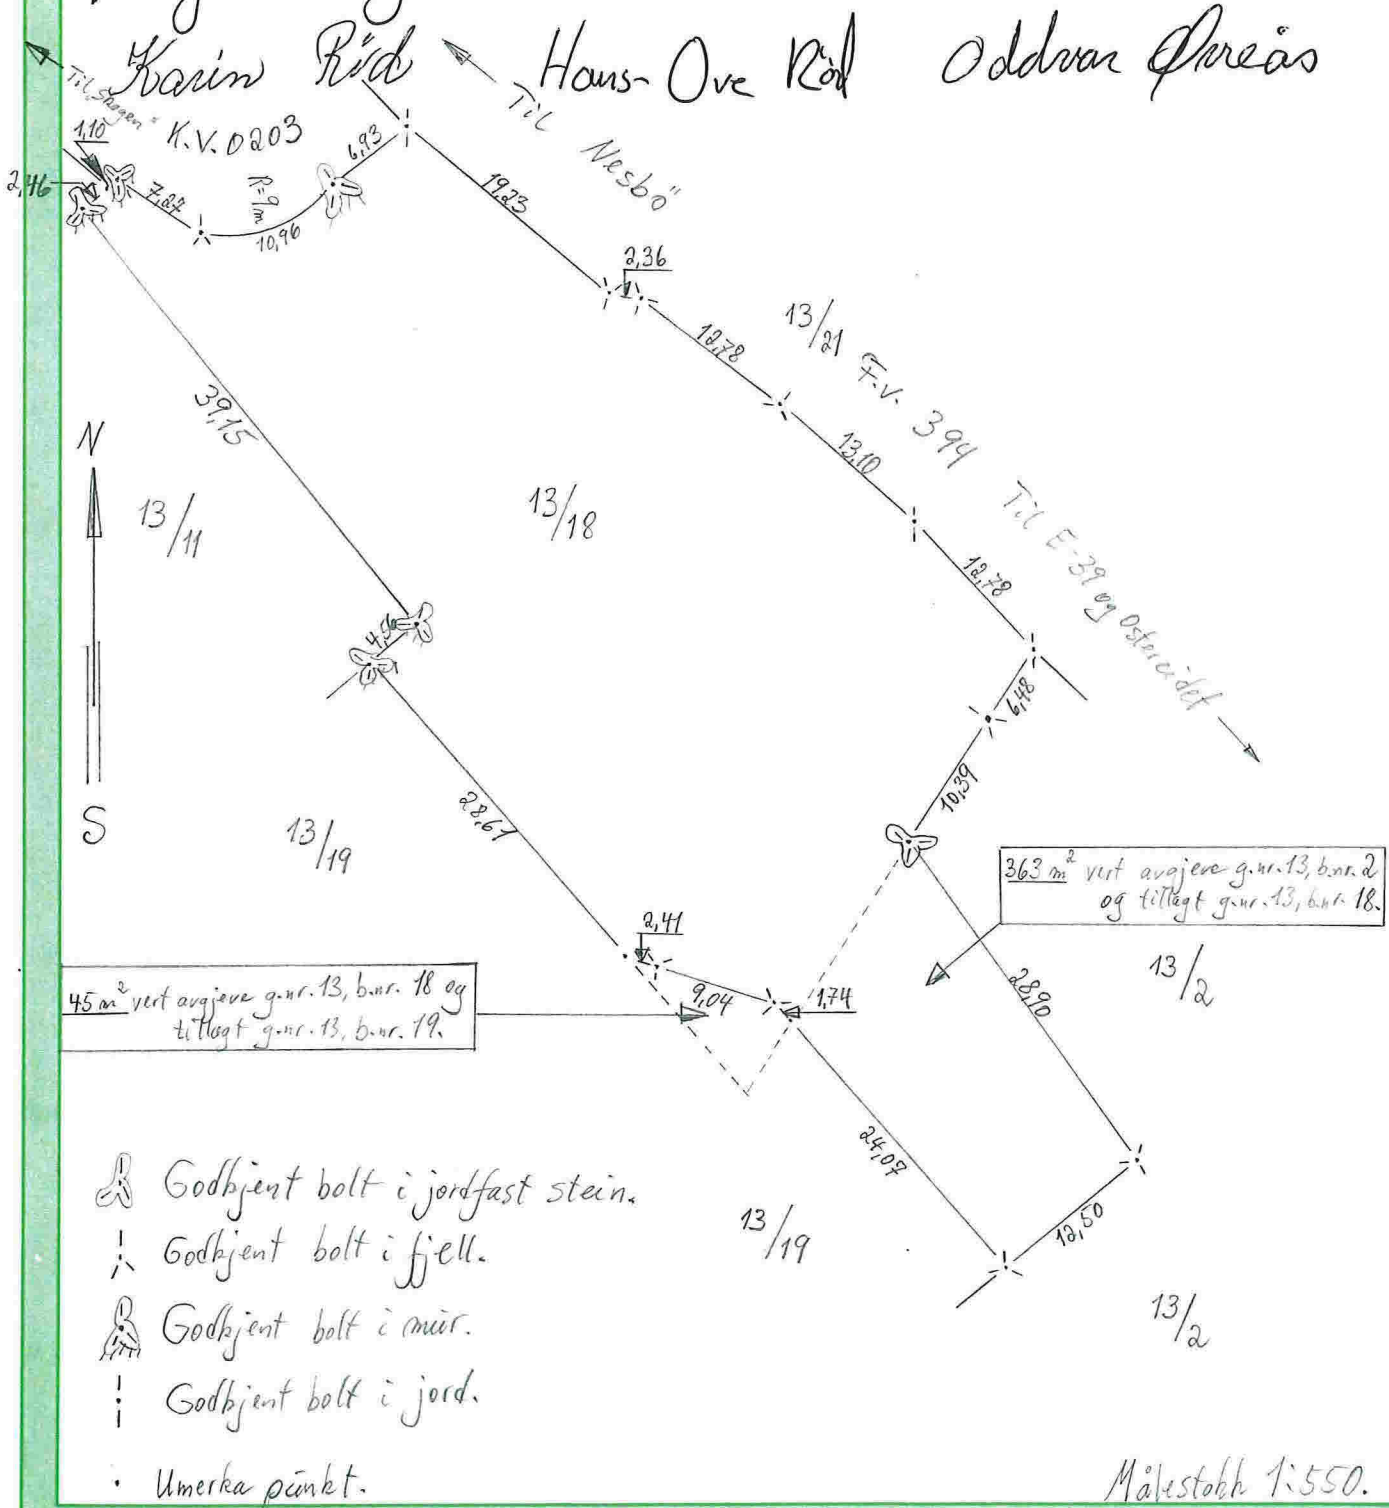 Karin Röd
Hans-Ove Röd
Oddvar Øvreås
Til "Skogen"
K.V. 0203
Til Nesbö
1,10
2,46
7,27
R=9m
10,96
6,93
19,23
2,36
12,78
13/21
F.v. 394
Til E-39 og Ostereidet
13,10
12,78
39,15
N
S
13/11
13/18
4,56
6,48
10,39
28,61
13/19
363 m² vert avgjeve g.nr. 13, b.nr. 2
og tillagt g.nr. 13, b.nr. 18.
2,41
9,04
1,74
28,90
13/2
45 m² vert avgjeve g.nr. 13, b.nr. 18 og
tillagt g.nr. 13, b.nr. 19.
24,07
12,50
13/19
13/2
Godkjent bolt i jordfast stein.
Godkjent bolt i fjell.
Godkjent bolt i mur.
Godkjent bolt i jord.
Umerka punkt.
Målestokk 1:550.